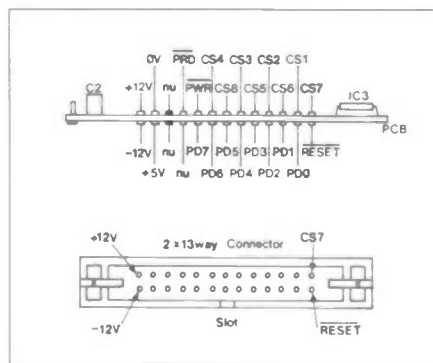 0V PRD CS4 CS3 CS2 CS1
C2 +12V nu PWR CS8 CS5 CS6 CS7 IC3
PCB
-12V nu PD7 PD5 PD3 PD1 RESET
+5V nu PD6 PD4 PD2 PD0
+12V 2 x 13way Connector CS7
-12V Slot RESET